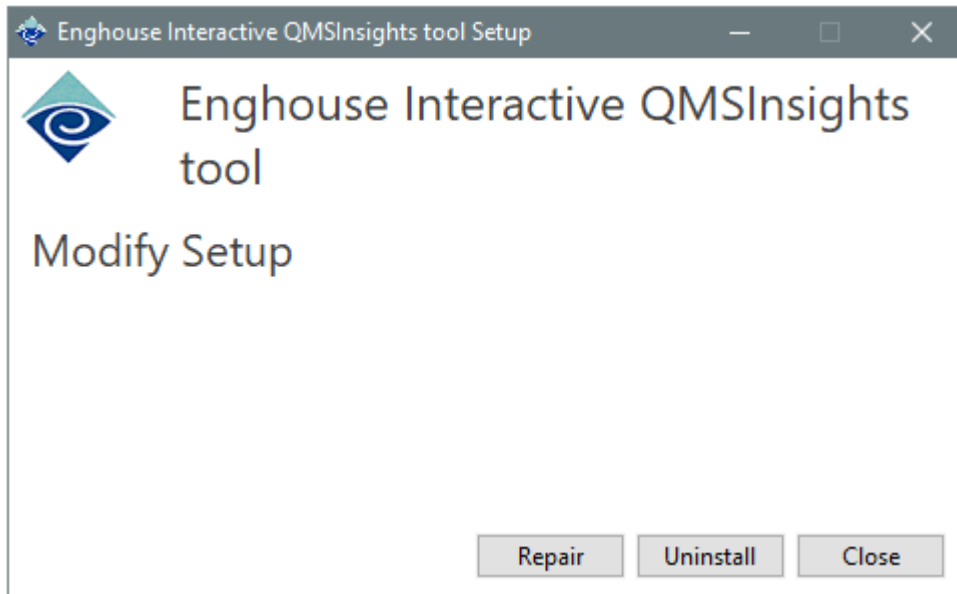 Enghouse Interactive QMSInsights tool Setup
Enghouse Interactive QMSInsights
tool
Modify Setup
Repair Uninstall Close